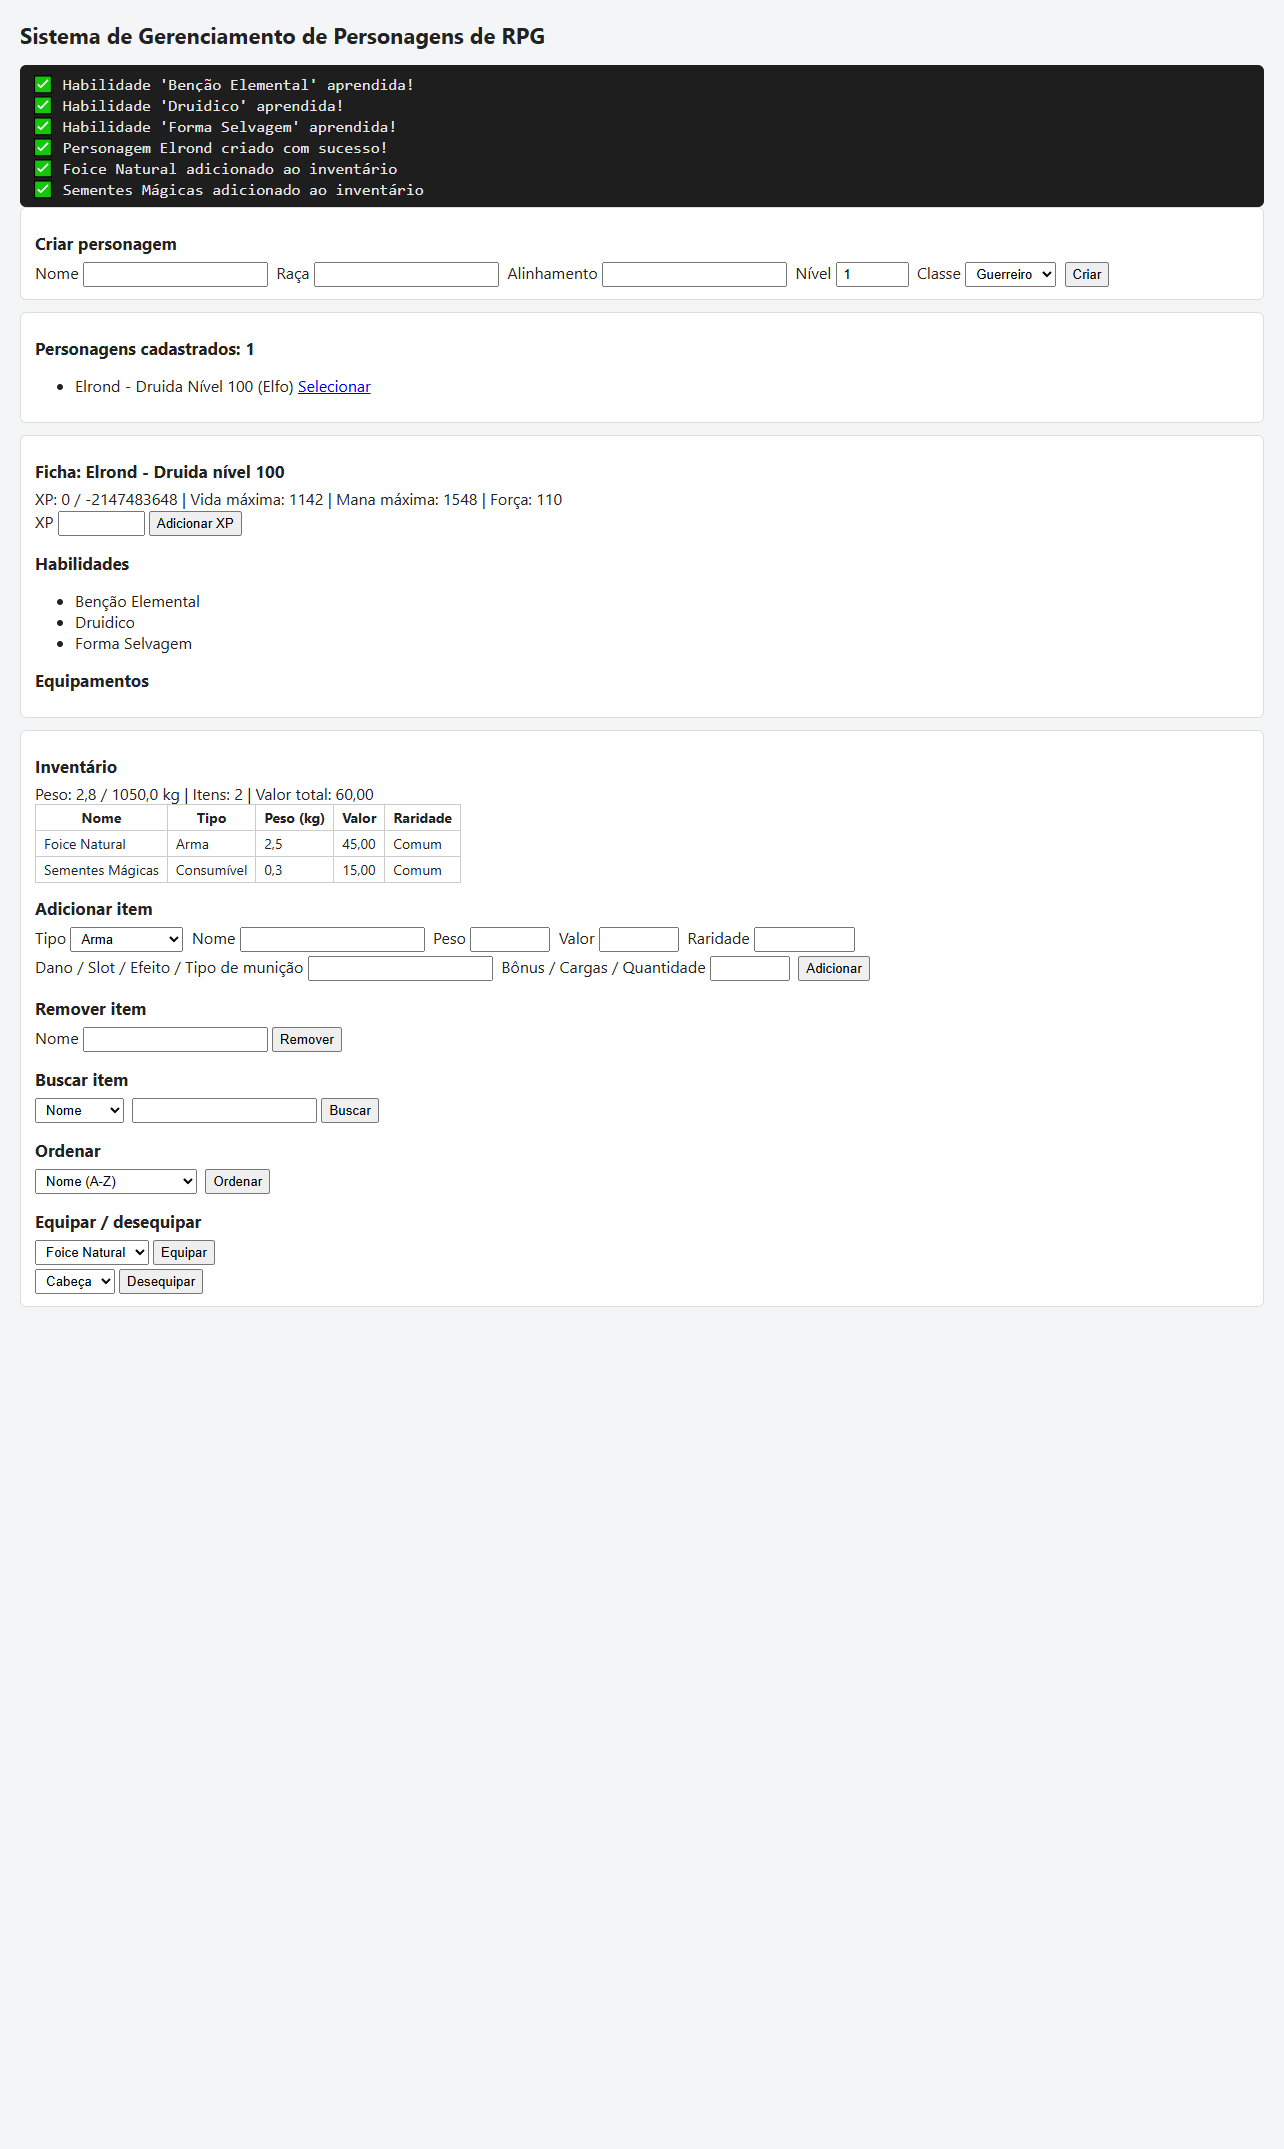 Sistema de Gerenciamento de Personagens de RPG
✅ Habilidade 'Benção Elemental' aprendida!
✅ Habilidade 'Druidico' aprendida!
✅ Habilidade 'Forma Selvagem' aprendida!
✅ Personagem Elrond criado com sucesso!
✅ Foice Natural adicionado ao inventário
✅ Sementes Mágicas adicionado ao inventário
Criar personagem
Nome Raça Alinhamento Nível 1 Classe Guerreiro Criar
Personagens cadastrados: 1
• Elrond - Druida Nível 100 (Elfo) Selecionar
Ficha: Elrond - Druida nível 100
XP: 0 / -2147483648 | Vida máxima: 1142 | Mana máxima: 1548 | Força: 110
XP Adicionar XP
Habilidades
• Benção Elemental
• Druidico
• Forma Selvagem
Equipamentos
Inventário
Peso: 2,8 / 1050,0 kg | Itens: 2 | Valor total: 60,00
Nome Tipo Peso (kg) Valor Raridade
Foice Natural Arma 2,5 45,00 Comum
Sementes Mágicas Consumível 0,3 15,00 Comum
Adicionar item
Tipo Arma Nome Peso Valor Raridade
Dano / Slot / Efeito / Tipo de munição Bônus / Cargas / Quantidade Adicionar
Remover item
Nome Remover
Buscar item
Nome Buscar
Ordenar
Nome (A-Z) Ordenar
Equipar / desequipar
Foice Natural Equipar
Cabeça Desequipar